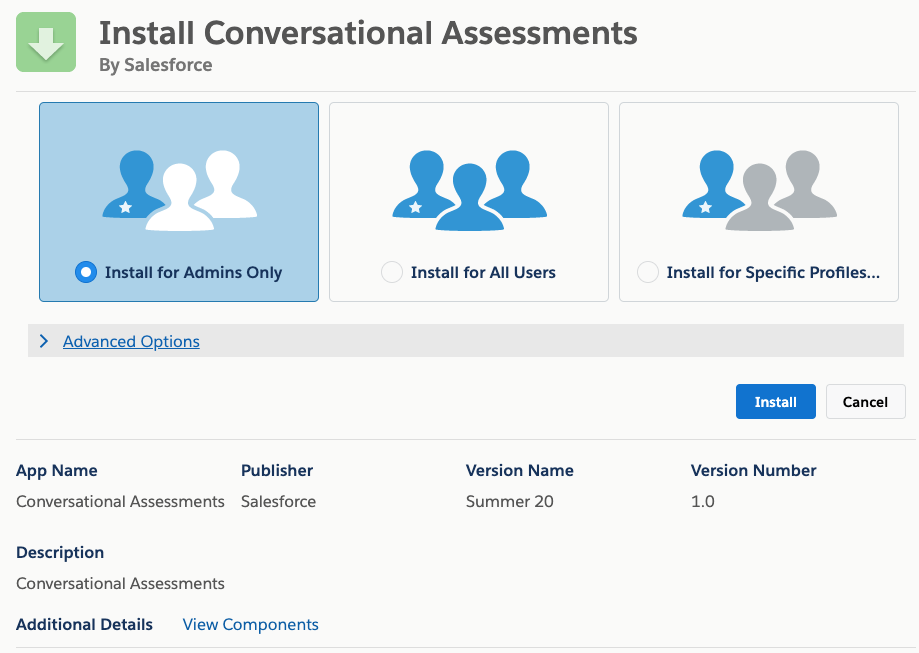 Install Conversational Assessments
By Salesforce
Install for Admins Only
Install for All Users
Install for Specific Profiles...
Advanced Options
Install
Cancel
App Name
Publisher
Version Name
Version Number
Conversational Assessments
Salesforce
Summer 20
1.0
Description
Conversational Assessments
Additional Details
View Components